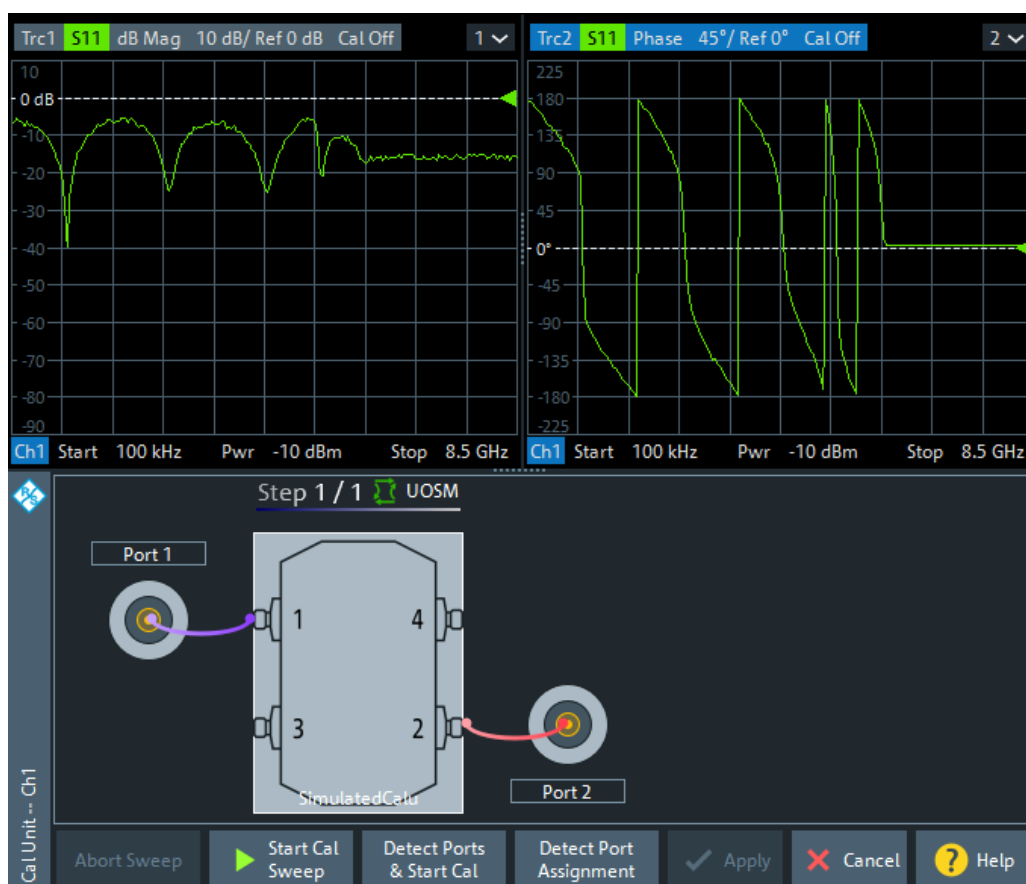 Trc1 S11 dB Mag 10 dB/ Ref 0 dB Cal Off 1
10
0 dB
-10
-20
-30
-40
-50
-60
-70
-80
-90
Ch1 Start 100 kHz Pwr -10 dBm Stop 8.5 GHz
Trc2 S11 Phase 45°/ Ref 0° Cal Off 2
225
180
135
90
45
0°
-45
-90
-135
-180
-225
Ch1 Start 100 kHz Pwr -10 dBm Stop 8.5 GHz
R/S
Cal Unit -- Ch1
Step 1 / 1 UOSM
Port 1
1 4
3 2
SimulatedCalu
Port 2
Abort Sweep
Start Cal
Sweep
Detect Ports
& Start Cal
Detect Port
Assignment
Apply
Cancel
? Help